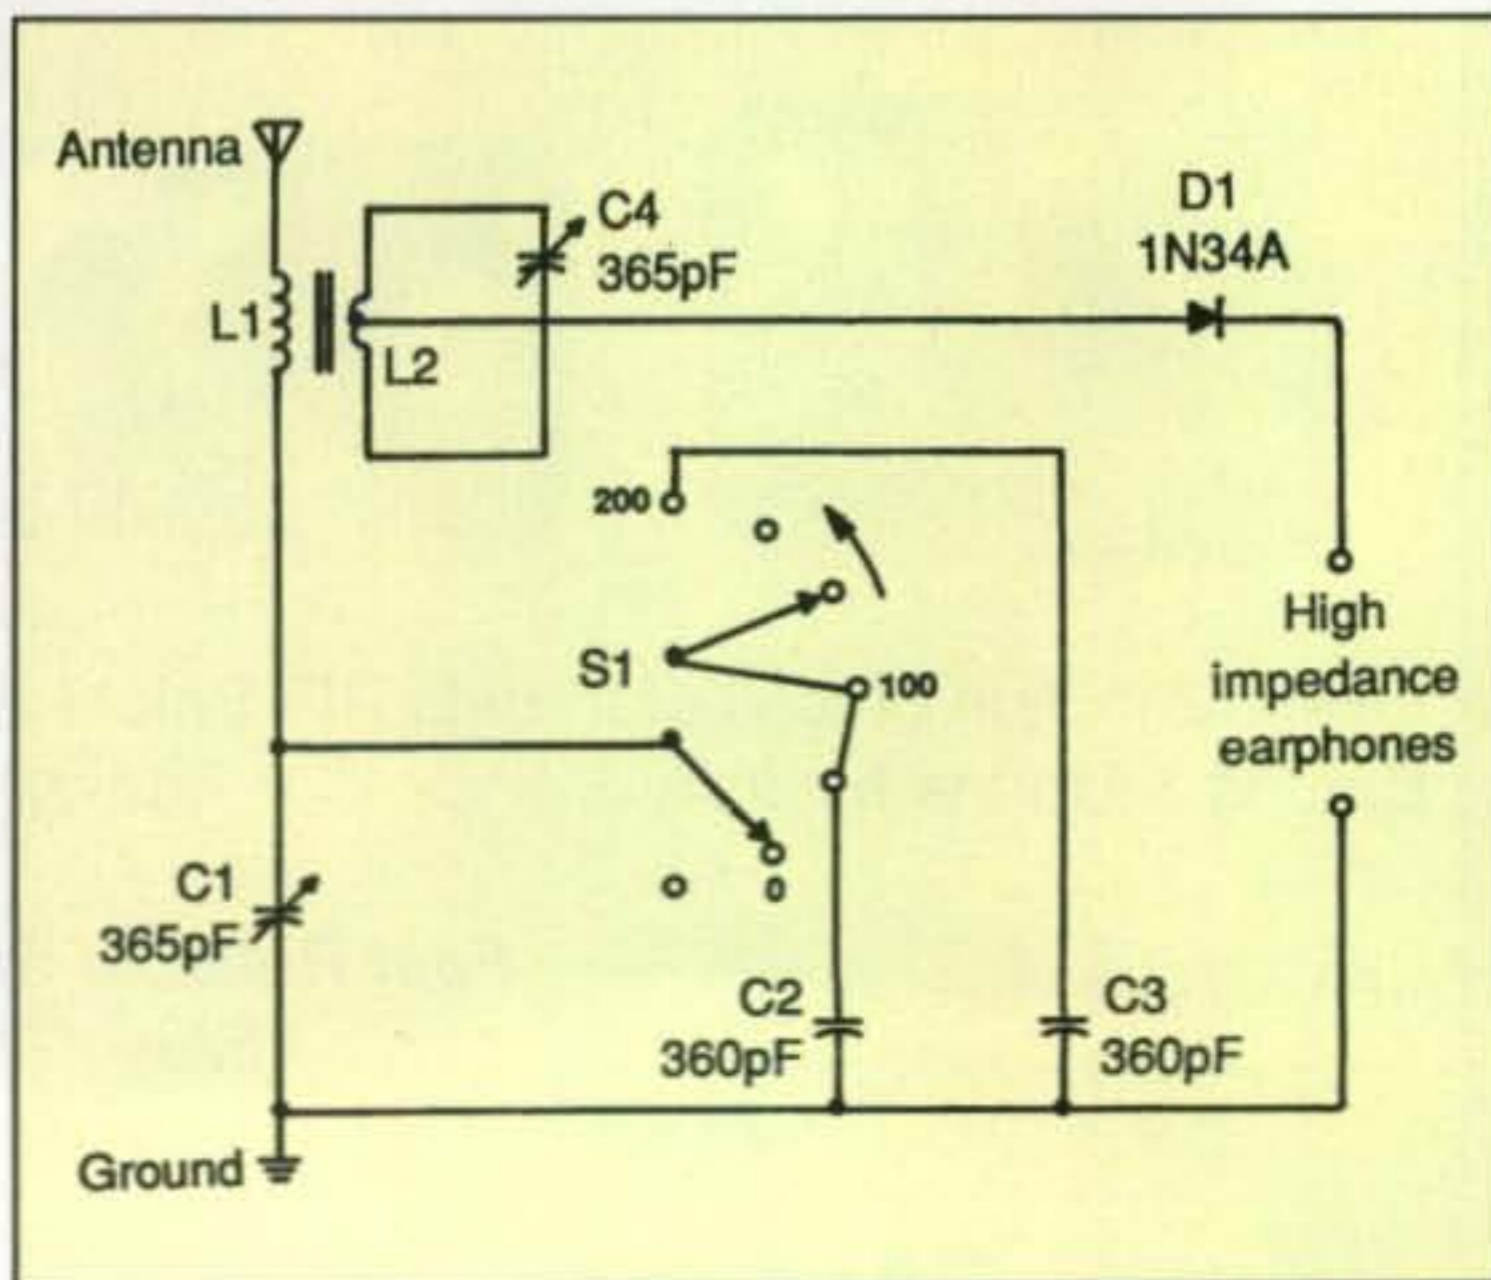 Antenna
C4
365pF
D1
1N34A
L1
L2
200
S1
100
High
impedance
earphones
C1
365pF
0
C2
360pF
C3
360pF
Ground